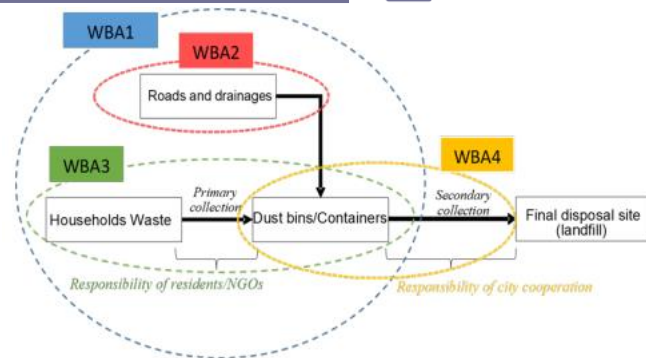 WBA1
WBA2
Roads and drainages
WBA3
WBA4
Primary
collection
Secondary
collection
Households Waste
Dust bins/Containers
Final disposal site
(landfill)
Responsibility of residents/NGOs
Responsibility of city cooperation